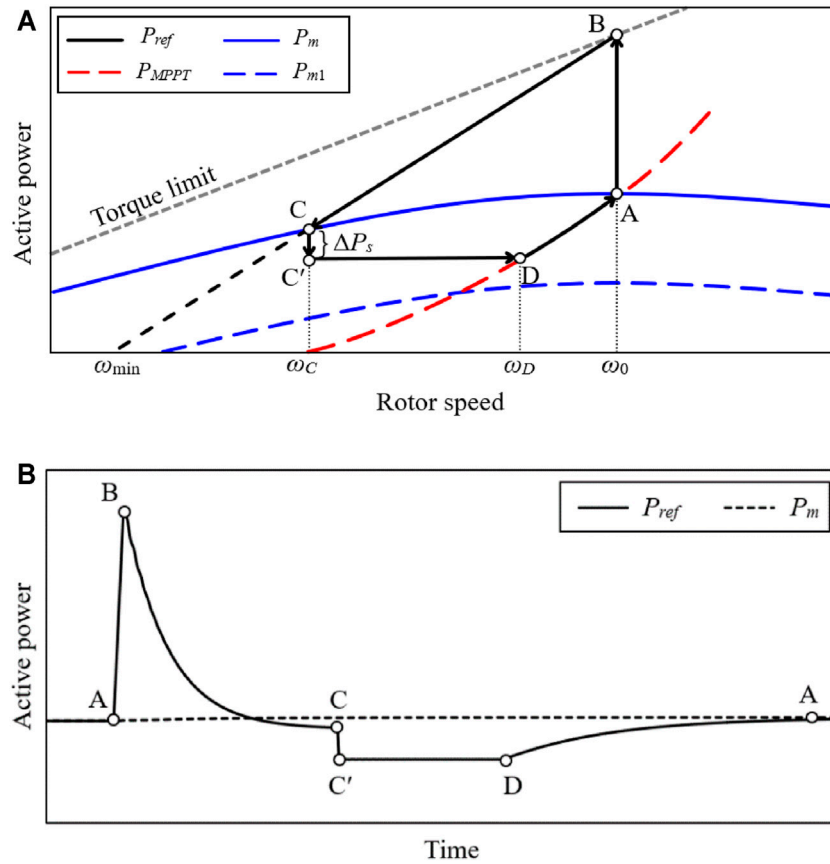 A
P_ref
P_m
P_MPPT
P_m1
B
Torque limit
C
ΔP_s
A
C′
D
Active power
ω_min
ω_C
ω_D
ω_0
Rotor speed
B
B
P_ref
P_m
A
C
A
C′
D
Active power
Time